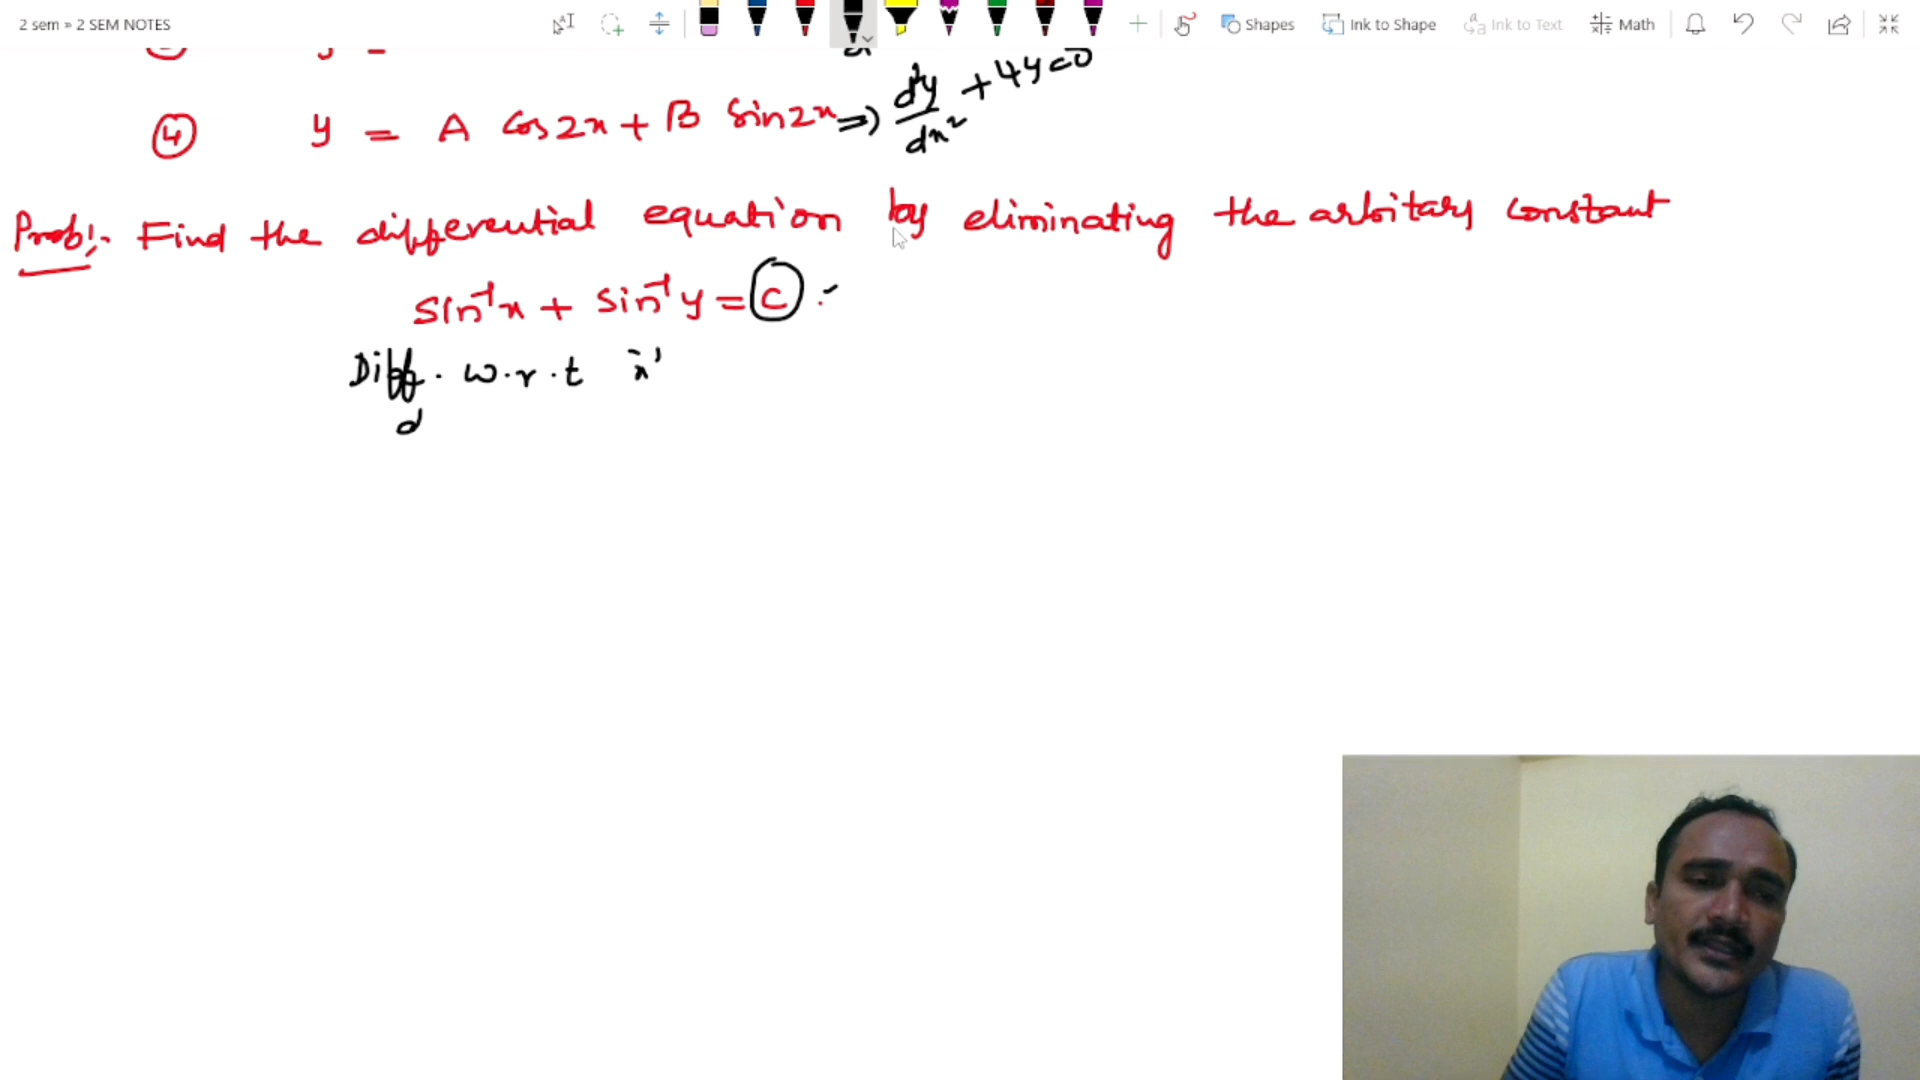 2 sem » 2 SEM NOTES Shapes Ink to Shape Ink to Text Math
④ y = A cos2x + B Sin2x ⇒ d²y/dx² + 4y=0
Prob:- Find the differential equation by eliminating the arbitary constant
Sin⁻¹x + Sin⁻¹y = C :-
Diff. w.r.t 'x'
d